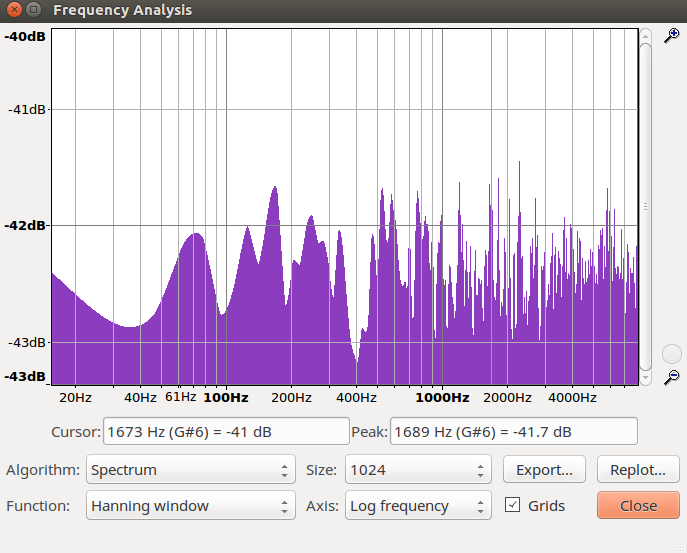 Frequency Analysis
-40dB
-41dB
-42dB
-43dB
-43dB
20Hz 40Hz 61Hz 100Hz 200Hz 400Hz 1000Hz 2000Hz 4000Hz
Cursor: 1673 Hz (G#6) = -41 dB Peak: 1689 Hz (G#6) = -41.7 dB
Algorithm: Spectrum Size: 1024 Export... Replot...
Function: Hanning window Axis: Log frequency Grids Close